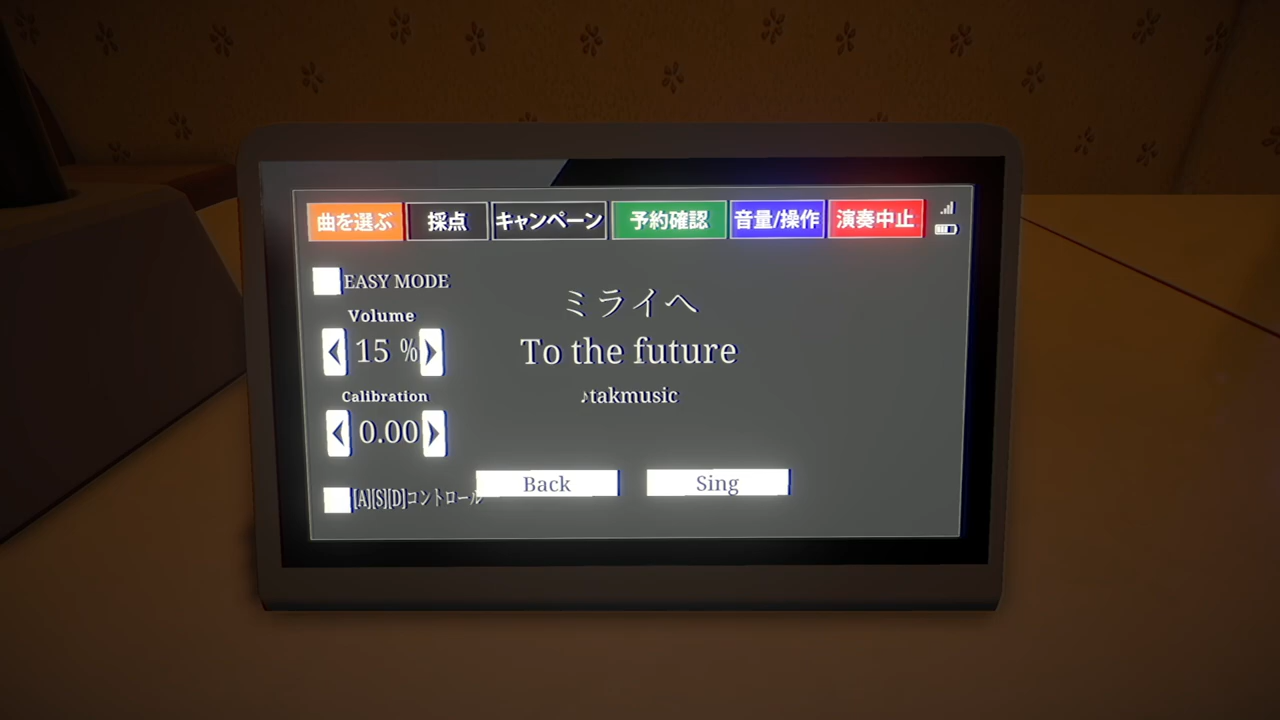 曲を選ぶ 採点 キャンペーン 予約確認 音量/操作 演奏中止
EASY MODE
Volume
15 %
Calibration
0.00
[A][S][D]コントロール
ミライへ
To the future
♪takmusic
Back Sing